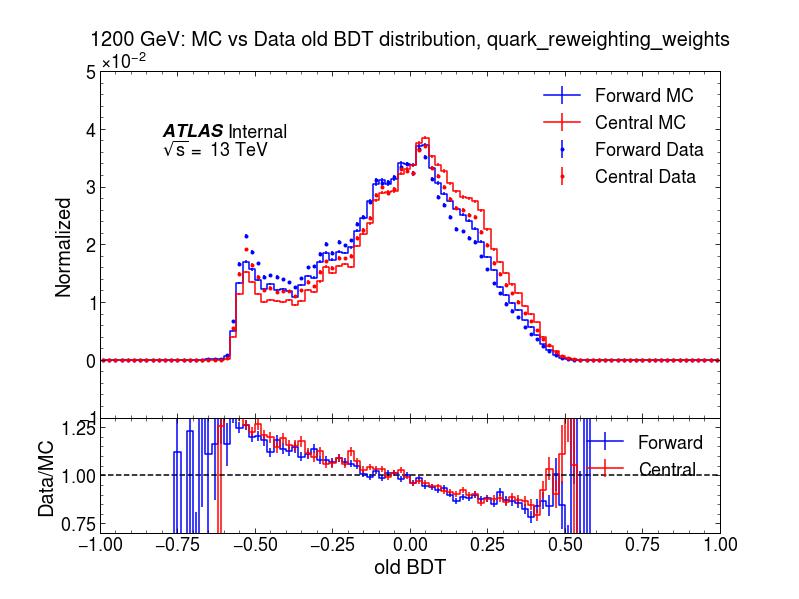 1200 GeV: MC vs Data old BDT distribution, quark_reweighting_weights
×10⁻²
5
4
3
2
1
0
1
Normalized
ATLAS Internal
√s = 13 TeV
Forward MC
Central MC
Forward Data
Central Data
1.25
1.00
0.75
Data/MC
Forward
Central
−1.00 −0.75 −0.50 −0.25 0.00 0.25 0.50 0.75 1.00
old BDT